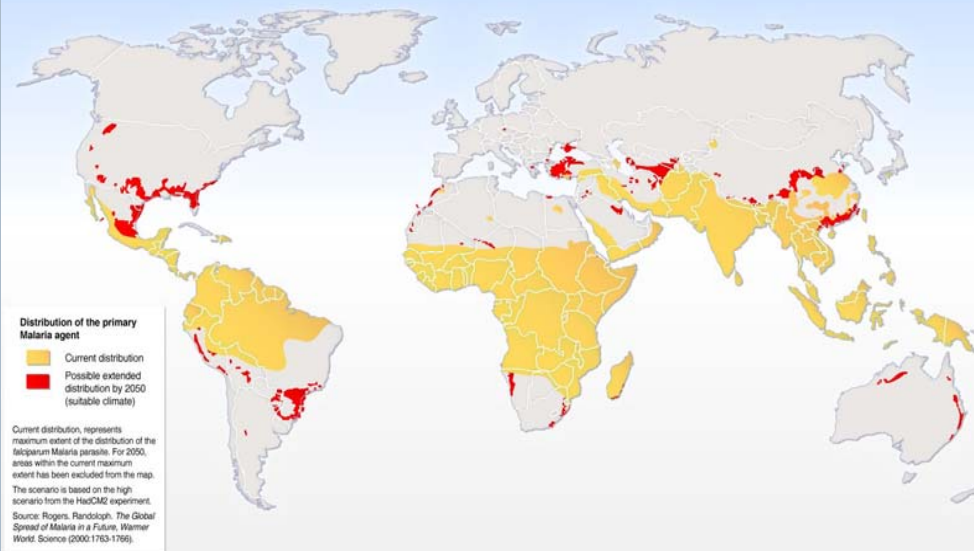 Distribution of the primary
Malaria agent
Current distribution
Possible extended
distribution by 2050
(suitable climate)
Current distribution, represents
maximum extent of the distribution of the
falciparum Malaria parasite. For 2050,
areas within the current maximum
extent has been excluded from the map.
The scenario is based on the high
scenario from the HadCM2 experiment.
Source: Rogers, Randoloph. The Global
Spread of Malaria in a Future, Warmer
World. Science (2000:1763-1766).